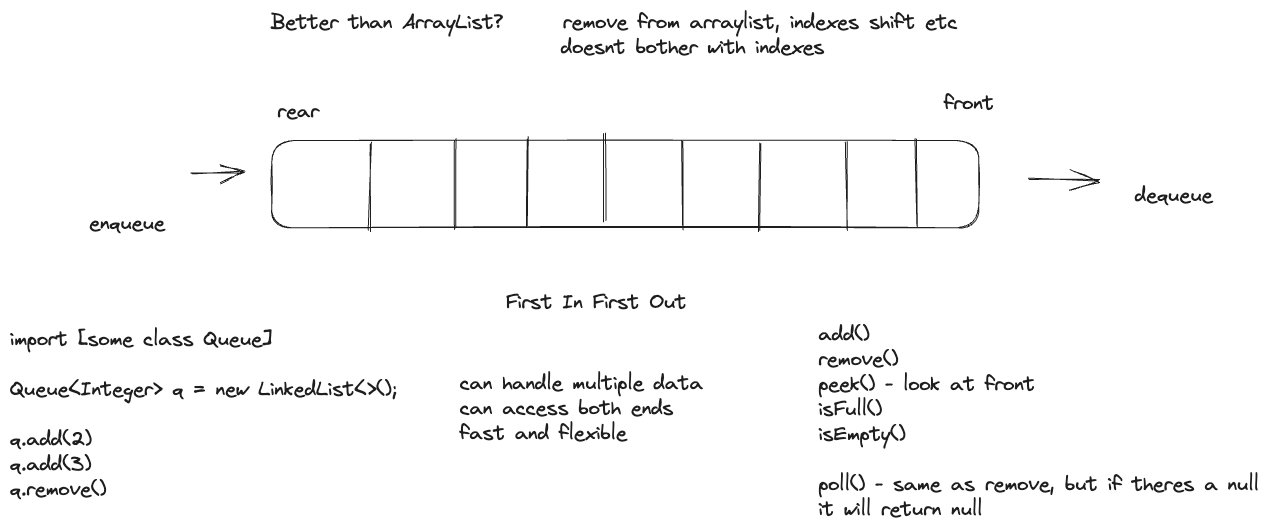 Better than ArrayList?
remove from arraylist, indexes shift etc
doesnt bother with indexes
rear
front
enqueue
dequeue
First In First Out
import [some class Queue]
Queue<Integer> q = new LinkedList<>();
q.add(2)
q.add(3)
q.remove()
can handle multiple data
can access both ends
fast and flexible
add()
remove()
peek() - look at front
isFull()
isEmpty()
poll() - same as remove, but if theres a null
it will return null